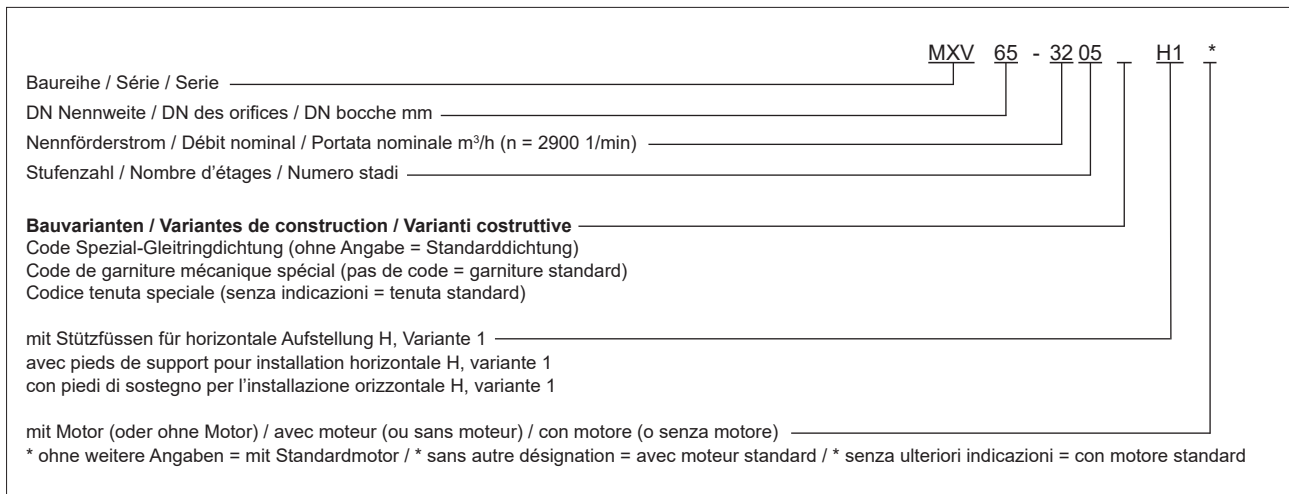 MXV 65 - 32 05 _ H1 *
Baureihe / Série / Serie
DN Nennweite / DN des orifices / DN bocche mm
Nennförderstrom / Débit nominal / Portata nominale m³/h (n = 2900 1/min)
Stufenzahl / Nombre d'étages / Numero stadi
Bauvarianten / Variantes de construction / Varianti costruttive
Code Spezial-Gleitringdichtung (ohne Angabe = Standarddichtung)
Code de garniture mécanique spécial (pas de code = garniture standard)
Codice tenuta speciale (senza indicazioni = tenuta standard)
mit Stützfüssen für horizontale Aufstellung H, Variante 1
avec pieds de support pour installation horizontale H, variante 1
con piedi di sostegno per l'installazione orizzontale H, variante 1
mit Motor (oder ohne Motor) / avec moteur (ou sans moteur) / con motore (o senza motore)
* ohne weitere Angaben = mit Standardmotor / * sans autre désignation = avec moteur standard / * senza ulteriori indicazioni = con motore standard